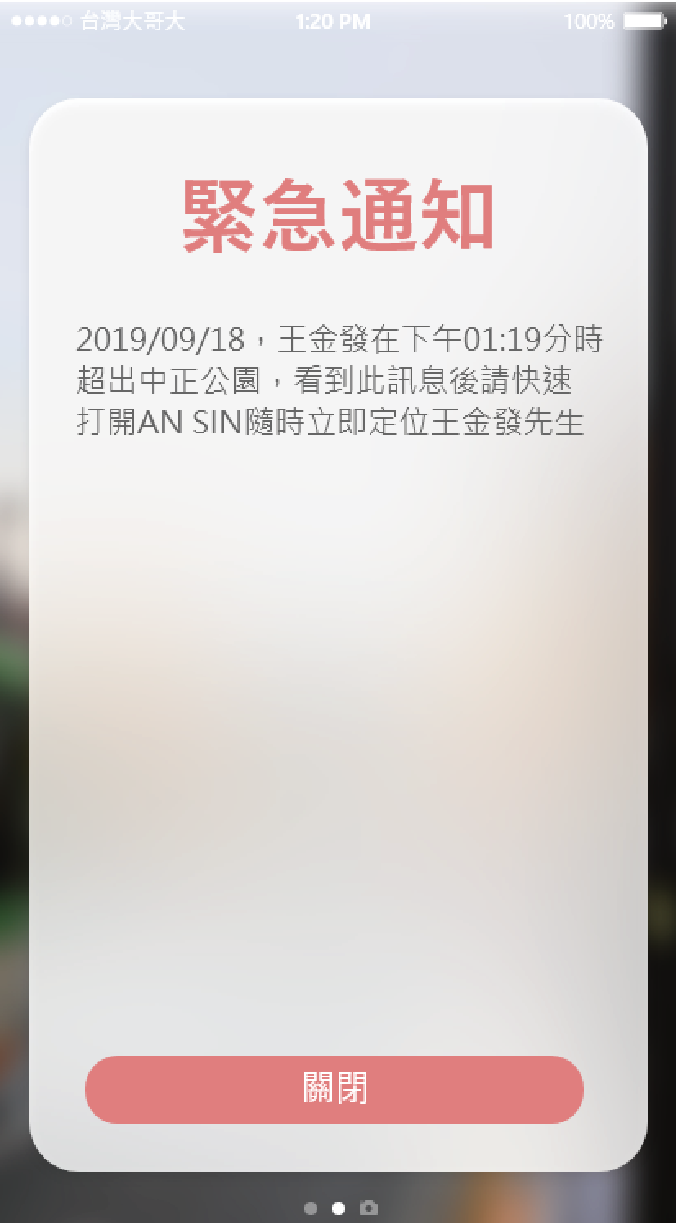 台灣大哥大 1:20 PM 100%
緊急通知
2019/09/18，王金發在下午01:19分時
超出中正公園，看到此訊息後請快速
打開AN SIN隨時立即定位王金發先生
關閉